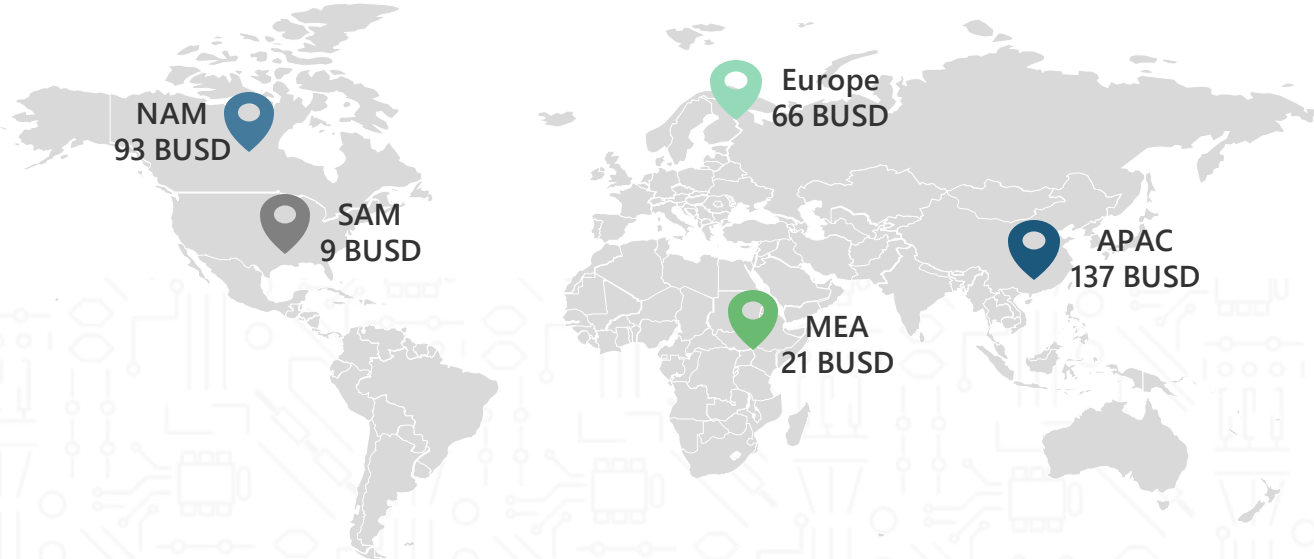 Europe
66 BUSD
NAM
93 BUSD
SAM
9 BUSD
APAC
137 BUSD
MEA
21 BUSD